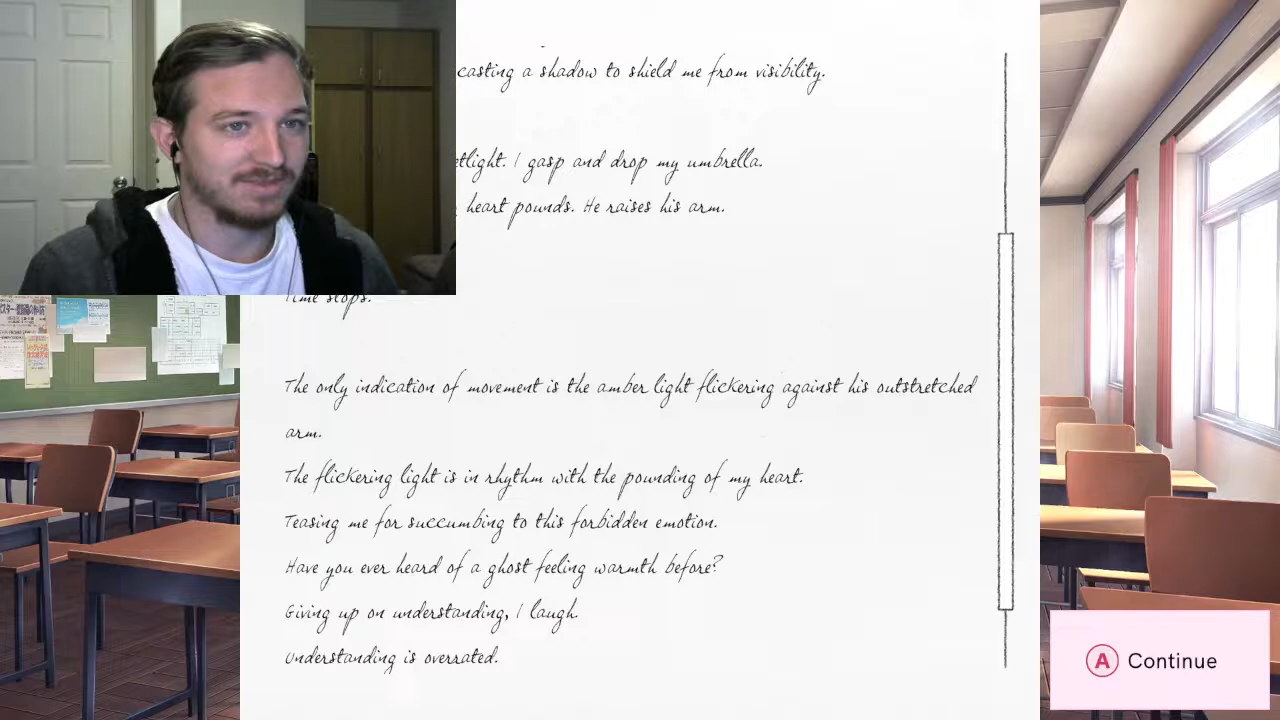 casting a shadow to shield me from visibility.
I gasp and drop my umbrella.
heart pounds. He raises his arm.
Time stops.
The only indication of movement is the amber light flickering against his outstretched
arm.
The flickering light is in rhythm with the pounding of my heart.
Teasing me for succumbing to this forbidden emotion.
Have you ever heard of a ghost feeling warmth before?
Giving up on understanding, I laugh.
Understanding is overrated.
A Continue